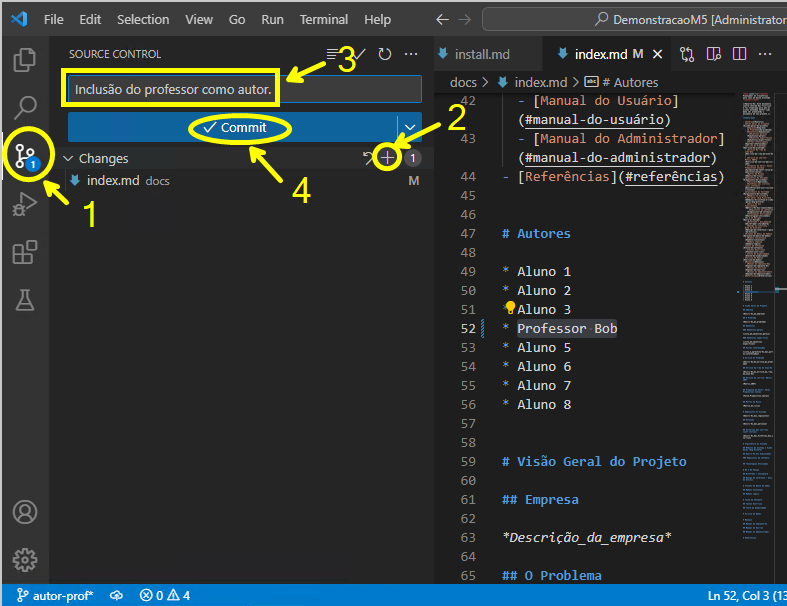 File Edit Selection View Go Run Terminal Help
DemonstracaoM5 [Administrator
SOURCE CONTROL
3
install.md
index.md M
docs > index.md > # Autores
Inclusão do professor como autor.
Commit
2
4
1
Changes
1
index.md docs
M
1
42 - [Manual do Usuário]
(#manual-do-usuário)
43 - [Manual do Administrador]
(#manual-do-administrador)
44 - [Referências](#referências)
45
46
47 # Autores
48
49 * Aluno 1
50 * Aluno 2
51 * Aluno 3
52 * Professor Bob
53 * Aluno 5
54 * Aluno 6
55 * Aluno 7
56 * Aluno 8
57
58
59 # Visão Geral do Projeto
60
61 ## Empresa
62
63 *Descrição_da_empresa*
64
65 ## O Problema
autor-prof* 0 4
Ln 52, Col 3 (13